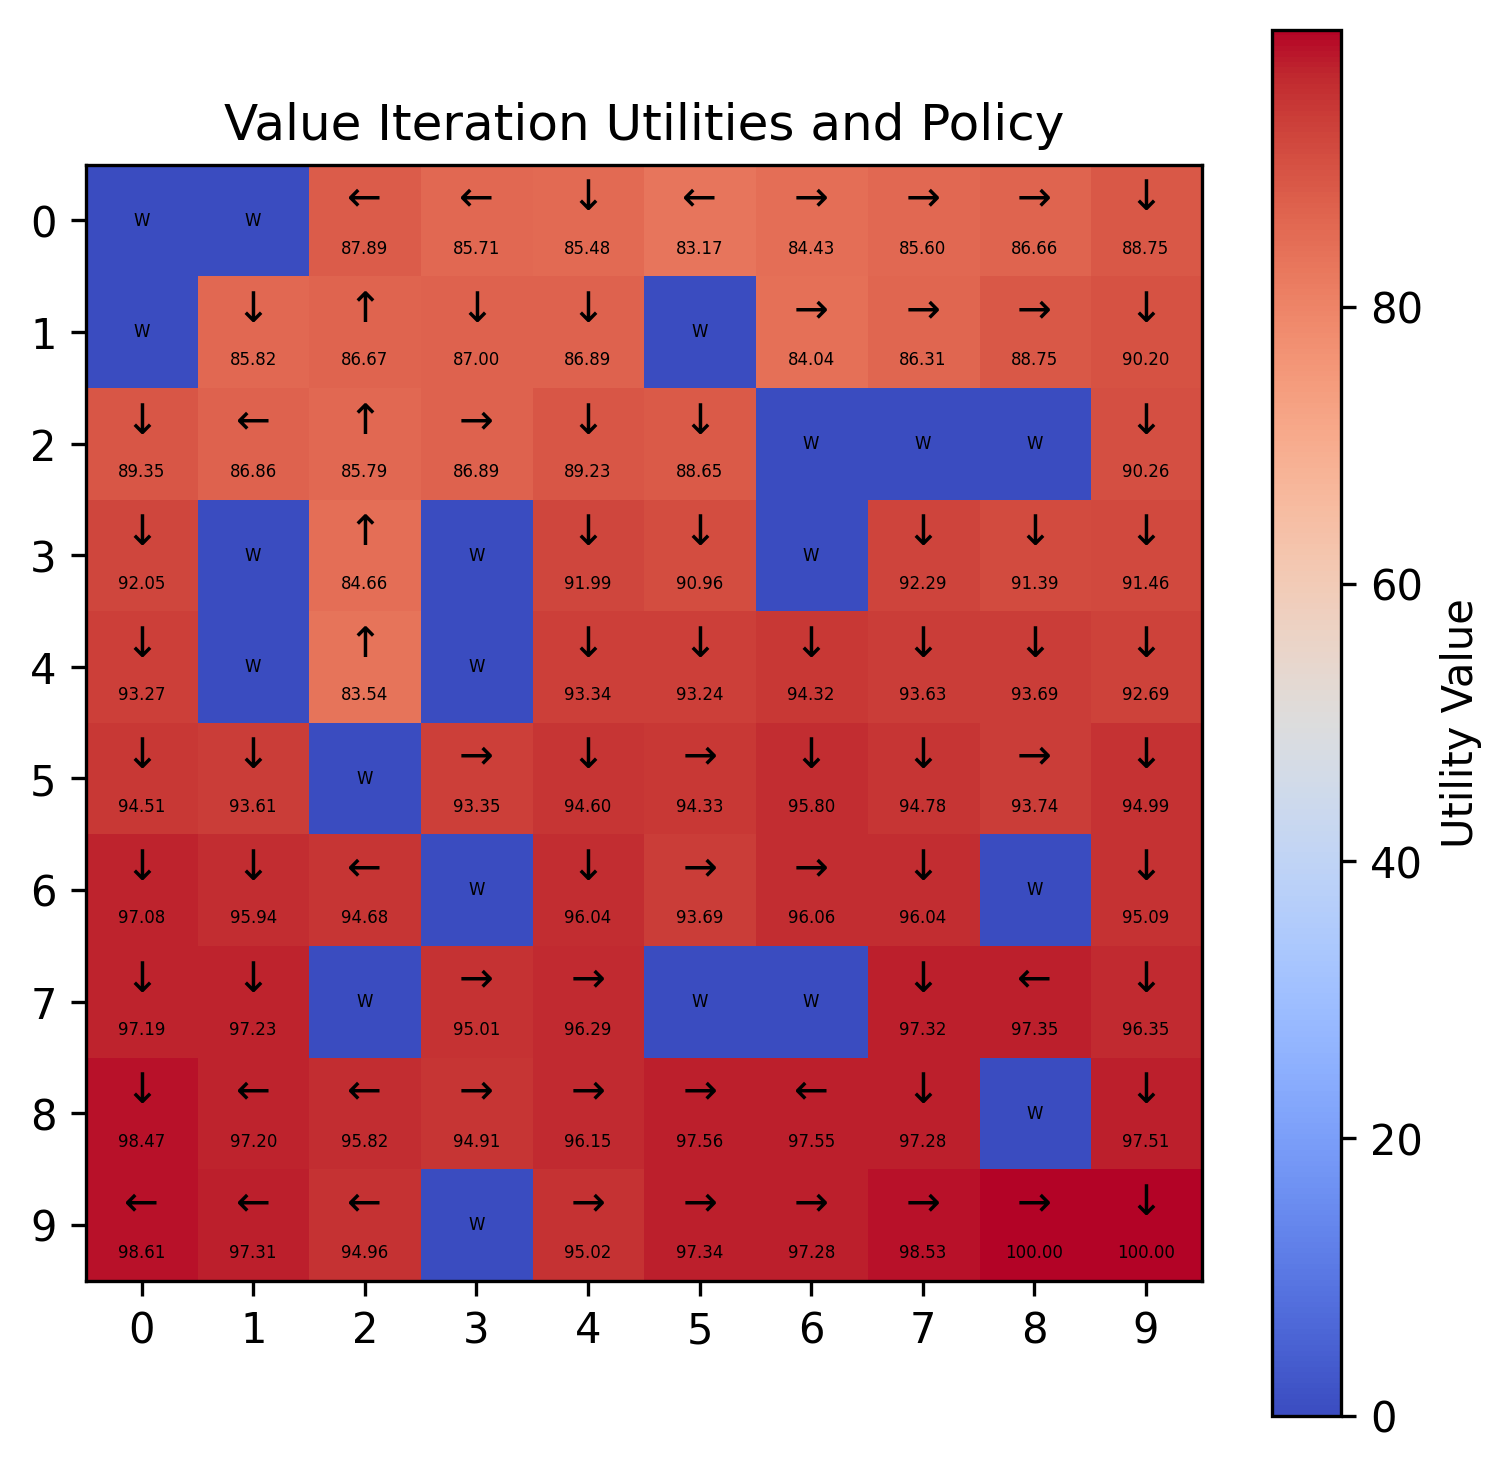 Value Iteration Utilities and Policy
0 W W ← ← ↓ ← → → → ↓
87.89 85.71 85.48 83.17 84.43 85.60 86.66 88.75
1 W ↓ ↑ ↓ ↓ W → → → ↓
85.82 86.67 87.00 86.89 84.04 86.31 88.75 90.20
2 ↓ ← ↑ → ↓ ↓ W W W ↓
89.35 86.86 85.79 86.89 89.23 88.65 90.26
3 ↓ W ↑ W ↓ ↓ W ↓ ↓ ↓
92.05 84.66 91.99 90.96 92.29 91.39 91.46
4 ↓ W ↑ W ↓ ↓ ↓ ↓ ↓ ↓
93.27 83.54 93.34 93.24 94.32 93.63 93.69 92.69
5 ↓ ↓ W → ↓ → ↓ ↓ → ↓
94.51 93.61 93.35 94.60 94.33 95.80 94.78 93.74 94.99
6 ↓ ↓ ← W ↓ → → ↓ W ↓
97.08 95.94 94.68 96.04 93.69 96.06 96.04 95.09
7 ↓ ↓ W → → W W ↓ ← ↓
97.19 97.23 95.01 96.29 97.32 97.35 96.35
8 ↓ ← ← → → → ← ↓ W ↓
98.47 97.20 95.82 94.91 96.15 97.56 97.55 97.28 97.51
9 ← ← ← W → → → → → ↓
98.61 97.31 94.96 95.02 97.34 97.28 98.53 100.00 100.00
0 1 2 3 4 5 6 7 8 9
80
60
40
20
0
Utility Value